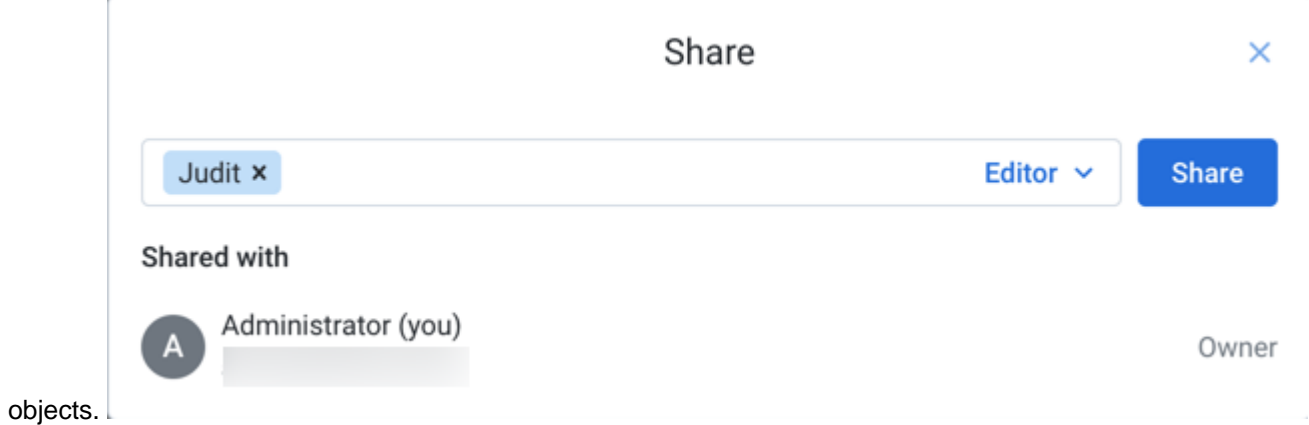 Share
Judit × Editor Share
Shared with
A Administrator (you)
Owner
objects.